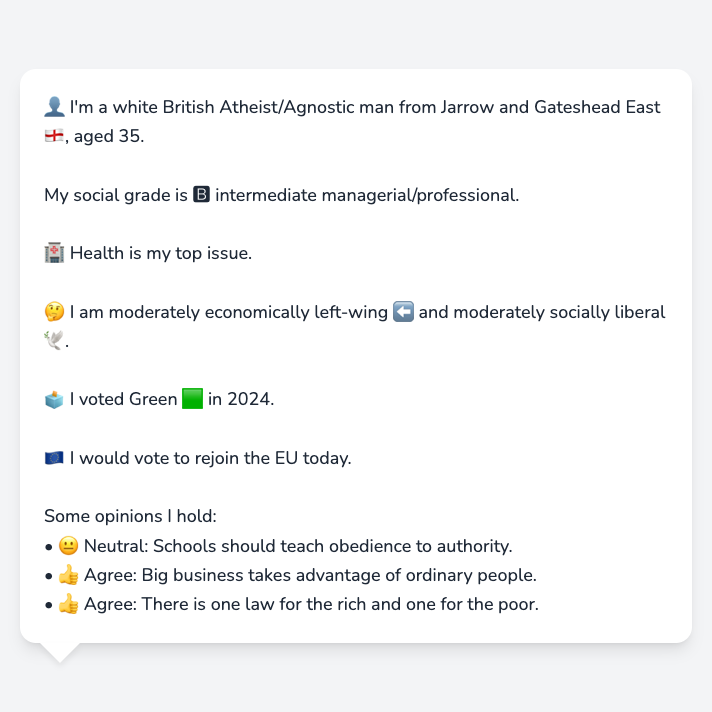 👤 I'm a white British Atheist/Agnostic man from Jarrow and Gateshead East
🏴󠁧󠁢󠁥󠁮󠁧󠁿, aged 35.
My social grade is 🅱 intermediate managerial/professional.
🏥 Health is my top issue.
🤔 I am moderately economically left-wing ⬅️ and moderately socially liberal
🕊️.
🗳️ I voted Green 🟩 in 2024.
🇪🇺 I would vote to rejoin the EU today.
Some opinions I hold:
• 😐 Neutral: Schools should teach obedience to authority.
• 👍 Agree: Big business takes advantage of ordinary people.
• 👍 Agree: There is one law for the rich and one for the poor.